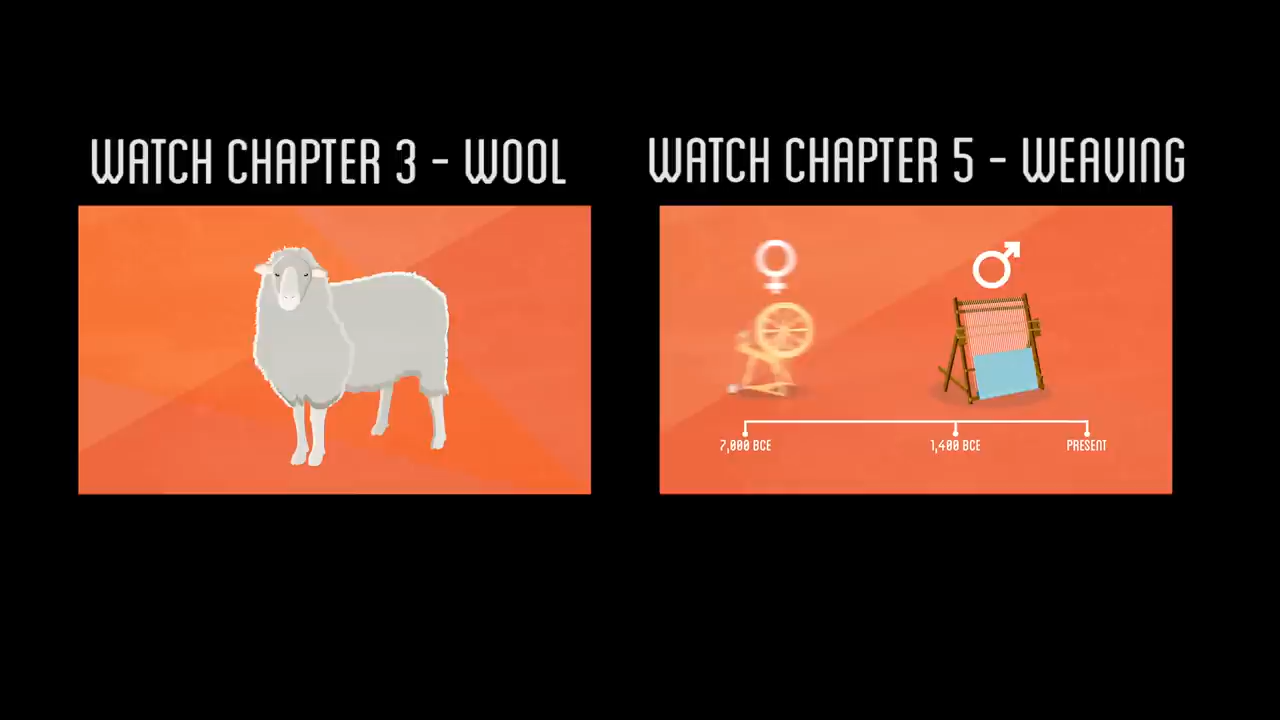 WATCH CHAPTER 3 - WOOL
WATCH CHAPTER 5 - WEAVING
7,000 BCE
1,400 BCE
PRESENT